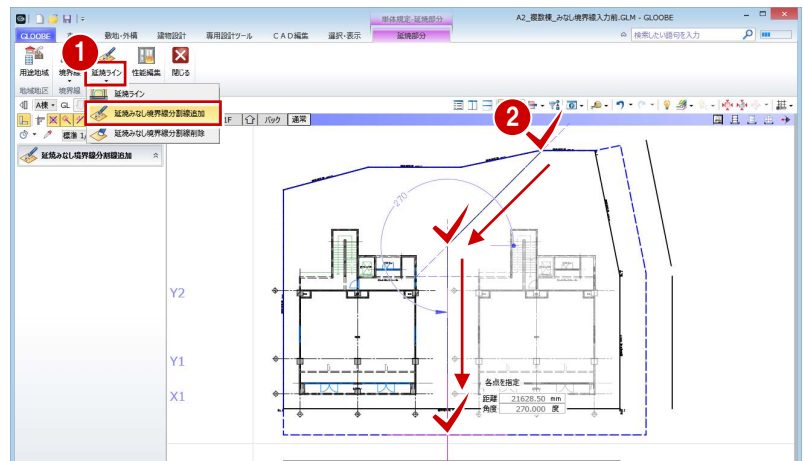 単体規定-延焼部分
A2_複数棟_みなし境界線入力前.GLM - GLOOBE
GLOOBE
敷地・外構
建物設計
専用設計ツール
CAD編集
選択・表示
延焼部分
検索したい語句を入力
1
用途地域
境界線
延焼ライン
性能編集
閉じる
地域地区
境界線
延焼ライン
延焼みなし境界線分割線追加
延焼みなし境界線分割線削除
A棟
GL
1F
バック
通常
標準 1/
延焼みなし境界線分割線追加
2
270
Y2
Y1
X1
各点を指定
距離 21628.50 mm
角度 270.000 度